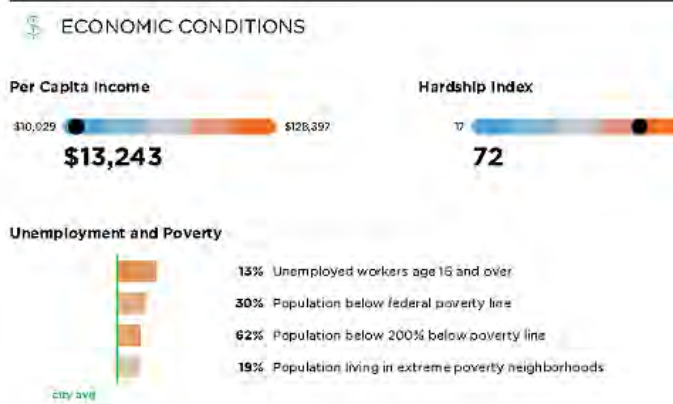 ECONOMIC CONDITIONS
Per Capita Income
Hardship Index
$10,029
$128,397
17
$13,243
72
Unemployment and Poverty
13% Unemployed workers age 16 and over
30% Population below federal poverty line
62% Population below 200% below poverty line
19% Population living in extreme poverty neighborhoods
city avg